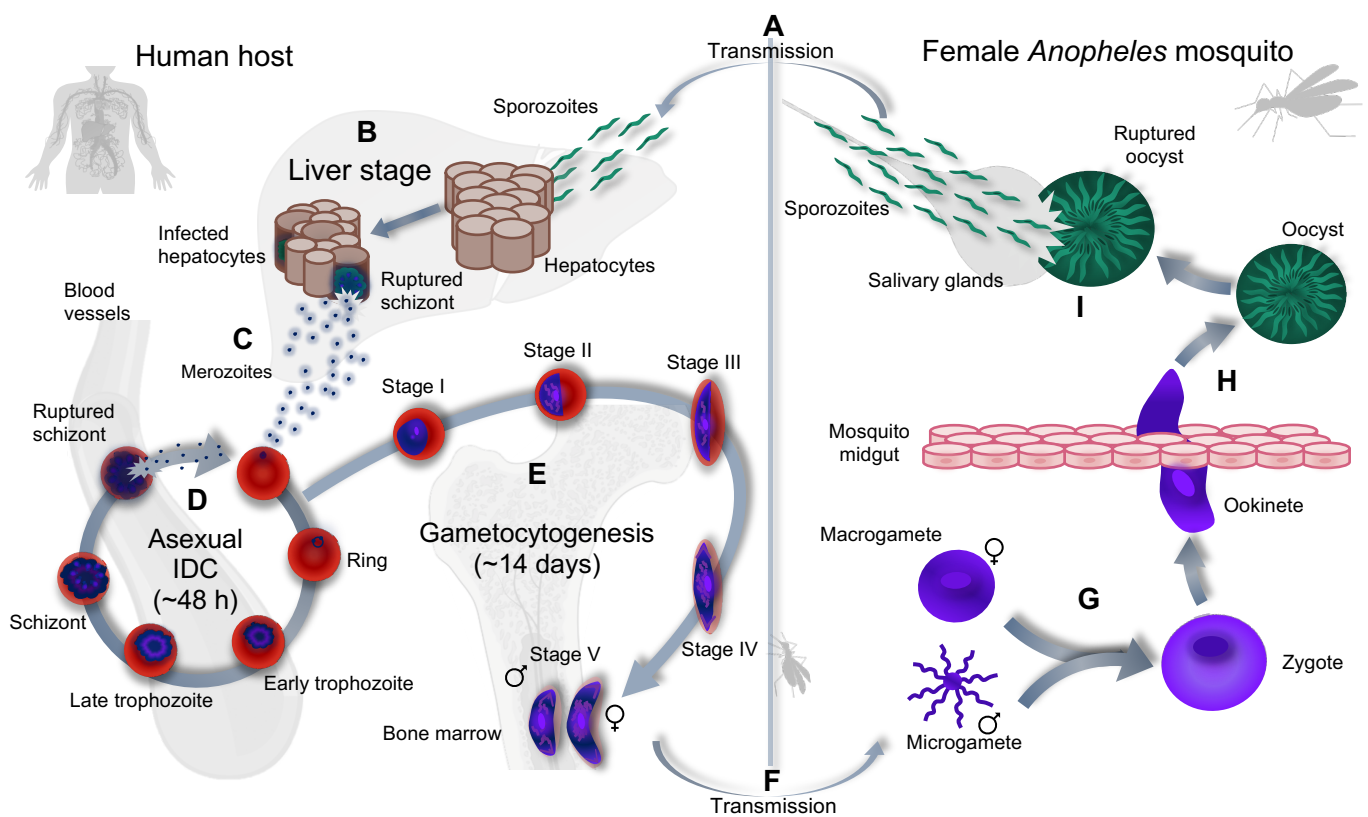 A
Transmission
Human host
Female Anopheles mosquito
Sporozoites
B
Liver stage
Ruptured
oocyst
Sporozoites
Oocyst
Infected
hepatocytes
Hepatocytes
Ruptured
schizont
Salivary glands
Blood
vessels
I
C
Merozoites
Stage I
Stage II
Stage III
H
Ruptured
schizont
Mosquito
midgut
D
E
Asexual
IDC
(~48 h)
Gametocytogenesis
(~14 days)
Ring
Ookinete
Macrogamete
♀
G
Schizont
Late trophozoite
Early trophozoite
Stage IV
Stage V
♂
♀
Bone marrow
Zygote
♂
Microgamete
F
Transmission